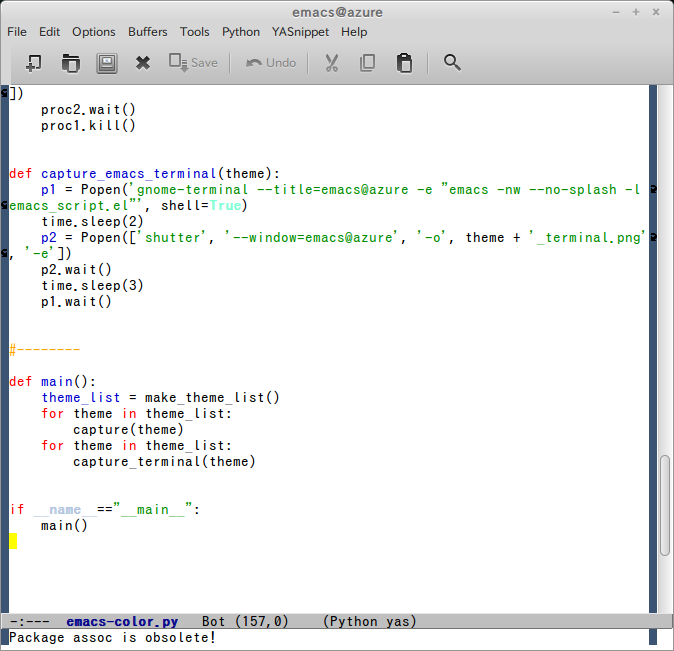 emacs@azure
File Edit Options Buffers Tools Python YASnippet Help
Save Undo
])
    proc2.wait()
    proc1.kill()
def capture_emacs_terminal(theme):
    p1 = Popen('gnome-terminal --title=emacs@azure -e "emacs -nw --no-splash -l
emacs_script.el"', shell=True)
    time.sleep(2)
    p2 = Popen(['shutter', '--window=emacs@azure', '-o', theme + '_terminal.png'
, '-e'])
    p2.wait()
    time.sleep(3)
    p1.wait()
#--------
def main():
    theme_list = make_theme_list()
    for theme in theme_list:
        capture(theme)
    for theme in theme_list:
        capture_terminal(theme)
if __name__=="__main__":
    main()
-:--- emacs-color.py Bot (157,0) (Python yas)
Package assoc is obsolete!